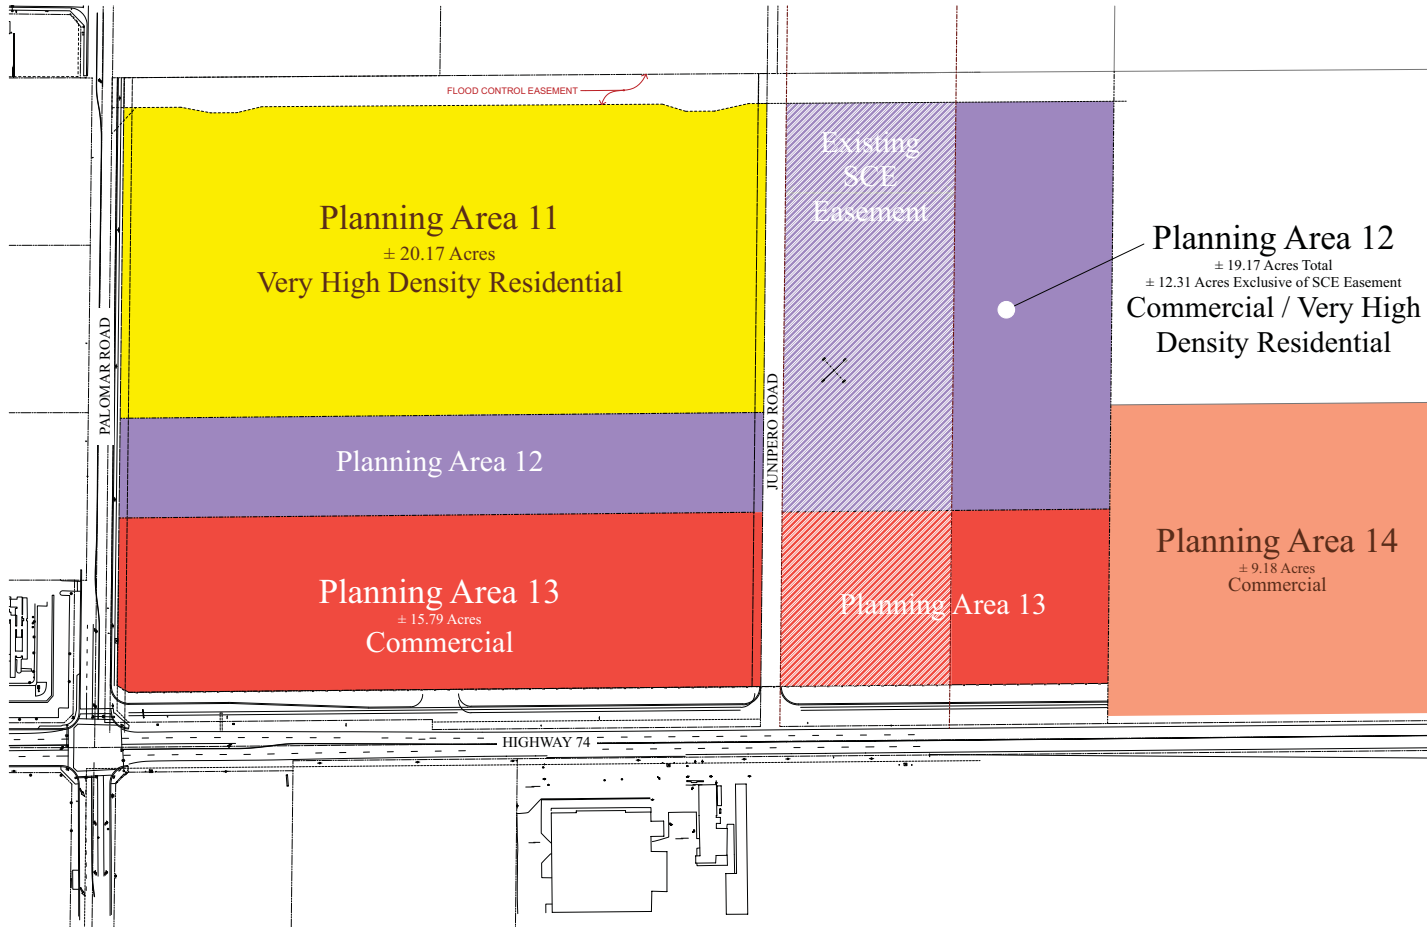 FLOOD CONTROL EASEMENT
Existing
SCE
Easement
Planning Area 11
± 20.17 Acres
Very High Density Residential
Planning Area 12
± 19.17 Acres Total
± 12.31 Acres Exclusive of SCE Easement
Commercial / Very High
Density Residential
PALOMAR ROAD
JUNIPERO ROAD
Planning Area 12
Planning Area 13
± 15.79 Acres
Commercial
Planning Area 13
Planning Area 14
± 9.18 Acres
Commercial
HIGHWAY 74